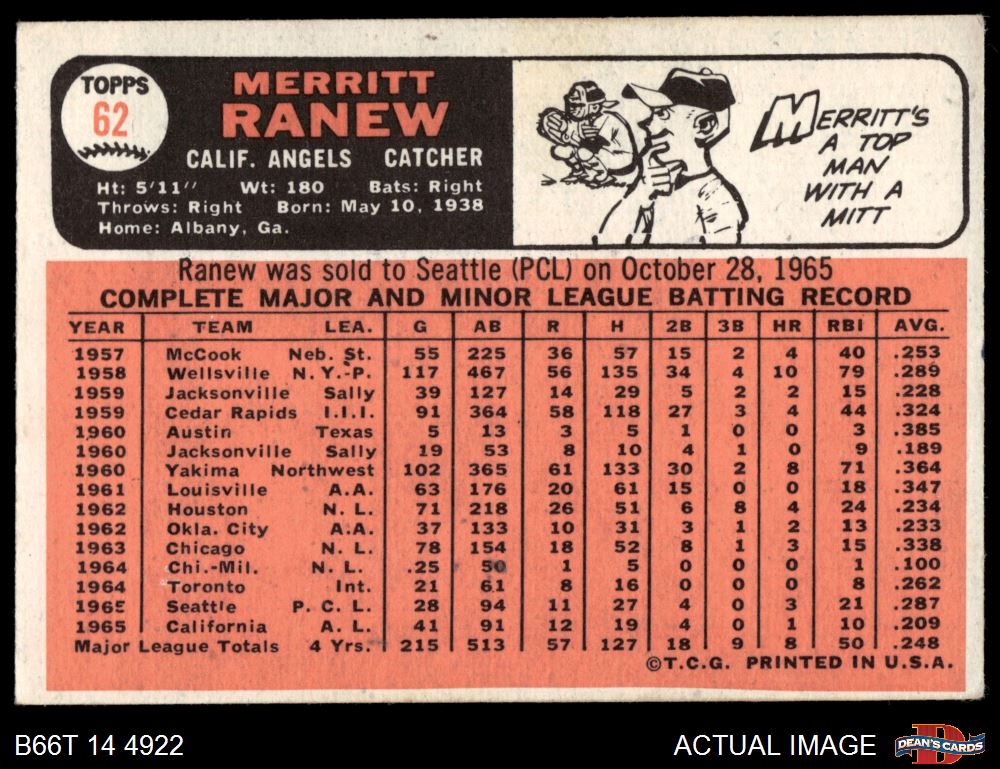 TOPPS
62
MERRITT
RANEW
CALIF. ANGELS CATCHER
Ht: 5'11" Wt: 180 Bats: Right
Throws: Right Born: May 10, 1938
Home: Albany, Ga.
MERRITT'S
A TOP
MAN
WITH A
MITT
Ranew was sold to Seattle (PCL) on October 28, 1965
COMPLETE MAJOR AND MINOR LEAGUE BATTING RECORD
YEAR TEAM LEA. G AB R H 2B 3B HR RBI AVG.
1957 McCook Neb. St. 55 225 36 57 15 2 4 40 .253
1958 Wellsville N.Y.-P. 117 467 56 135 34 4 10 79 .289
1959 Jacksonville Sally 39 127 14 29 5 2 2 15 .228
1959 Cedar Rapids I.I.I. 91 364 58 118 27 3 4 44 .324
1960 Austin Texas 5 13 3 5 1 0 0 3 .385
1960 Jacksonville Sally 19 53 8 10 4 1 0 9 .189
1960 Yakima Northwest 102 365 61 133 30 2 8 71 .364
1961 Louisville A.A. 63 176 20 61 15 0 0 18 .347
1962 Houston N. L. 71 218 26 51 6 8 4 24 .234
1962 Okla. City A.A. 37 133 10 31 3 1 2 13 .233
1963 Chicago N. L. 78 154 18 52 8 1 3 15 .338
1964 Chi.-Mil. N. L. .25 50 1 5 0 0 0 1 .100
1964 Toronto Int. 21 61 8 16 0 0 0 8 .262
1965 Seattle P. C. L. 28 94 11 27 4 0 3 21 .287
1965 California A. L. 41 91 12 19 4 0 1 10 .209
Major League Totals 4 Yrs. 215 513 57 127 18 9 8 50 .248
©T.C.G. PRINTED IN U.S.A.
B66T 14 4922
ACTUAL IMAGE
D
DEAN'S CARDS